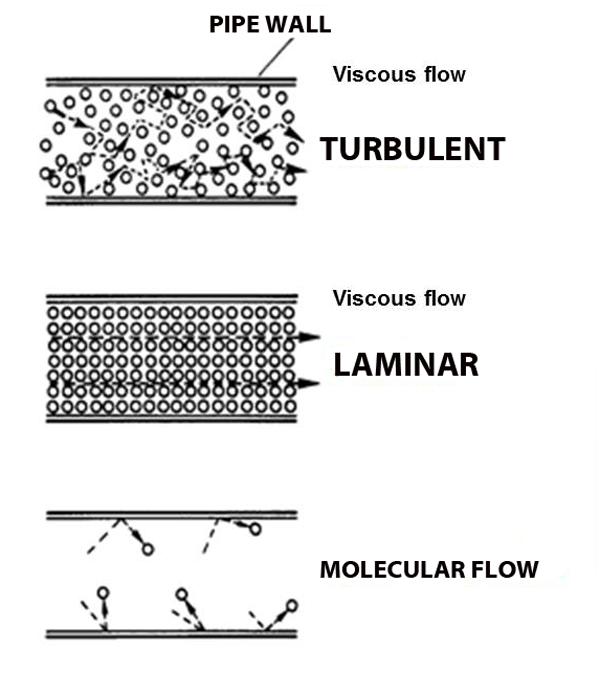 PIPE WALL
Viscous flow
TURBULENT
Viscous flow
LAMINAR
MOLECULAR FLOW